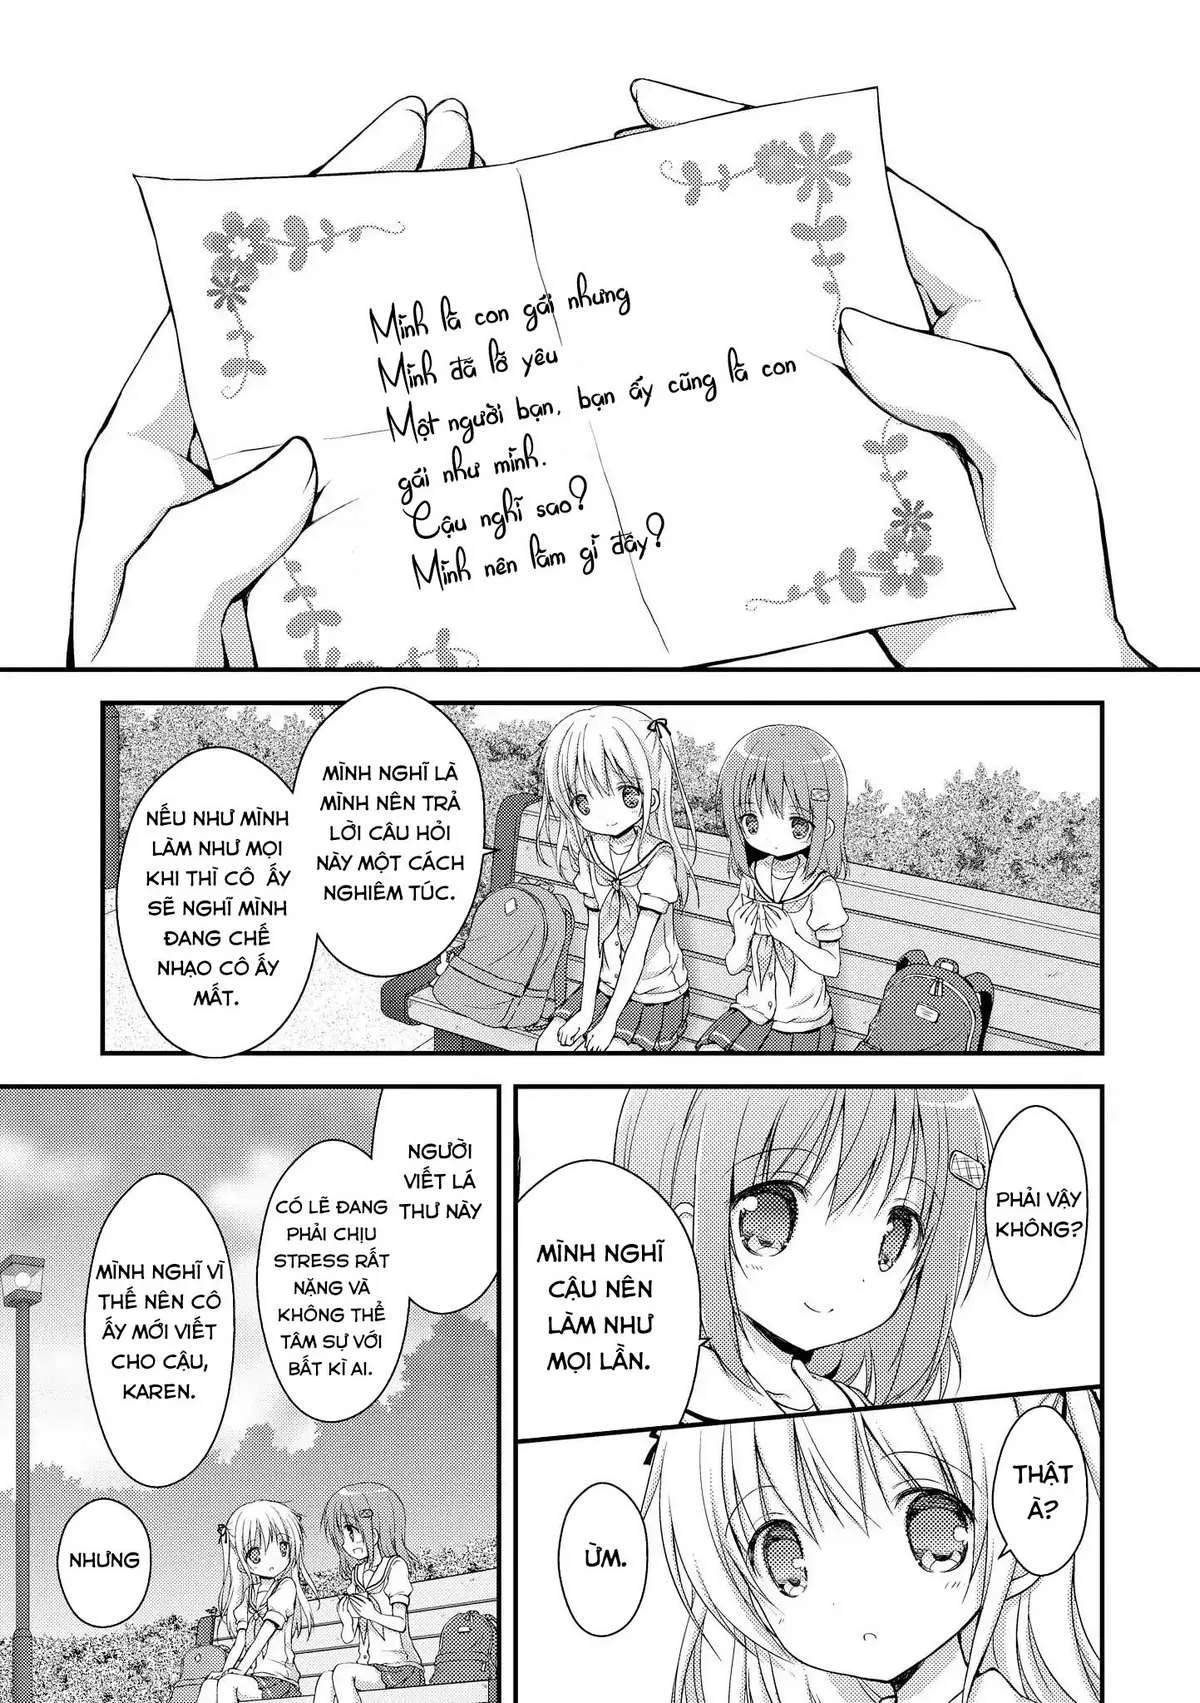 Mình là con gái nhưng
Mình đã lỡ yêu
Một người bạn, bạn ấy cũng là con
gái như mình.
Cậu nghĩ sao?
Mình nên làm gì đây?
MÌNH NGHĨ LÀ
MÌNH NÊN TRẢ
LỜI CÂU HỎI
NÀY MỘT CÁCH
NGHIÊM TÚC.
NẾU NHƯ MÌNH
LÀM NHƯ MỌI
KHI THÌ CÔ ẤY
SẼ NGHĨ MÌNH
ĐANG CHẾ
NHẠO CÔ ẤY
MẤT.
PHẢI VẬY
KHÔNG?
MÌNH NGHĨ
CẬU NÊN
LÀM NHƯ
MỌI LẦN.
THẬT
À?
ỪM.
NGƯỜI
VIẾT LÁ
THƯ NÀY
CÓ LẼ ĐANG
PHẢI CHỊU
STRESS RẤT
NẶNG VÀ
KHÔNG THỂ
TÂM SỰ VỚI
BẤT KÌ AI.
MÌNH NGHĨ VÌ
THẾ NÊN CÔ
ẤY MỚI VIẾT
CHO CẬU,
KAREN.
NHƯNG